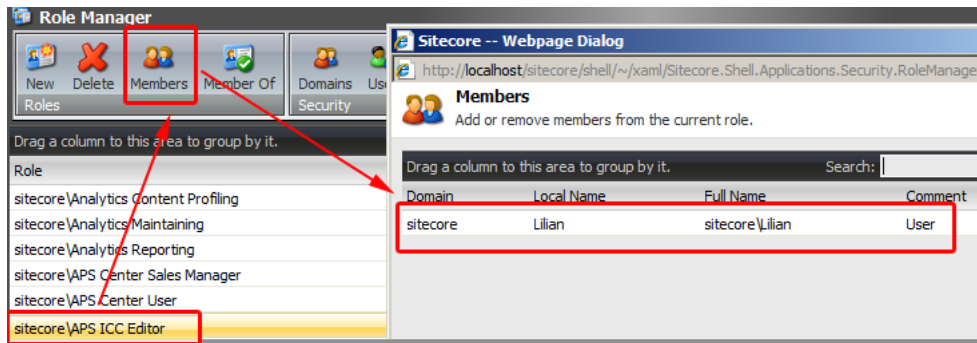 Role Manager
New
Delete
Members
Member Of
Domains
Roles
Security
Drag a column to this area to group by it.
Role
sitecore\Analytics Content Profiling
sitecore\Analytics Maintaining
sitecore\Analytics Reporting
sitecore\APS Center Sales Manager
sitecore\APS Center User
sitecore\APS ICC Editor
Sitecore -- Webpage Dialog
http://localhost/sitecore/shell/~/xaml/Sitecore.Shell.Applications.Security.RoleManage
Members
Add or remove members from the current role.
Drag a column to this area to group by it. Search:
Domain Local Name Full Name Comment
sitecore Lilian sitecore\Lilian User